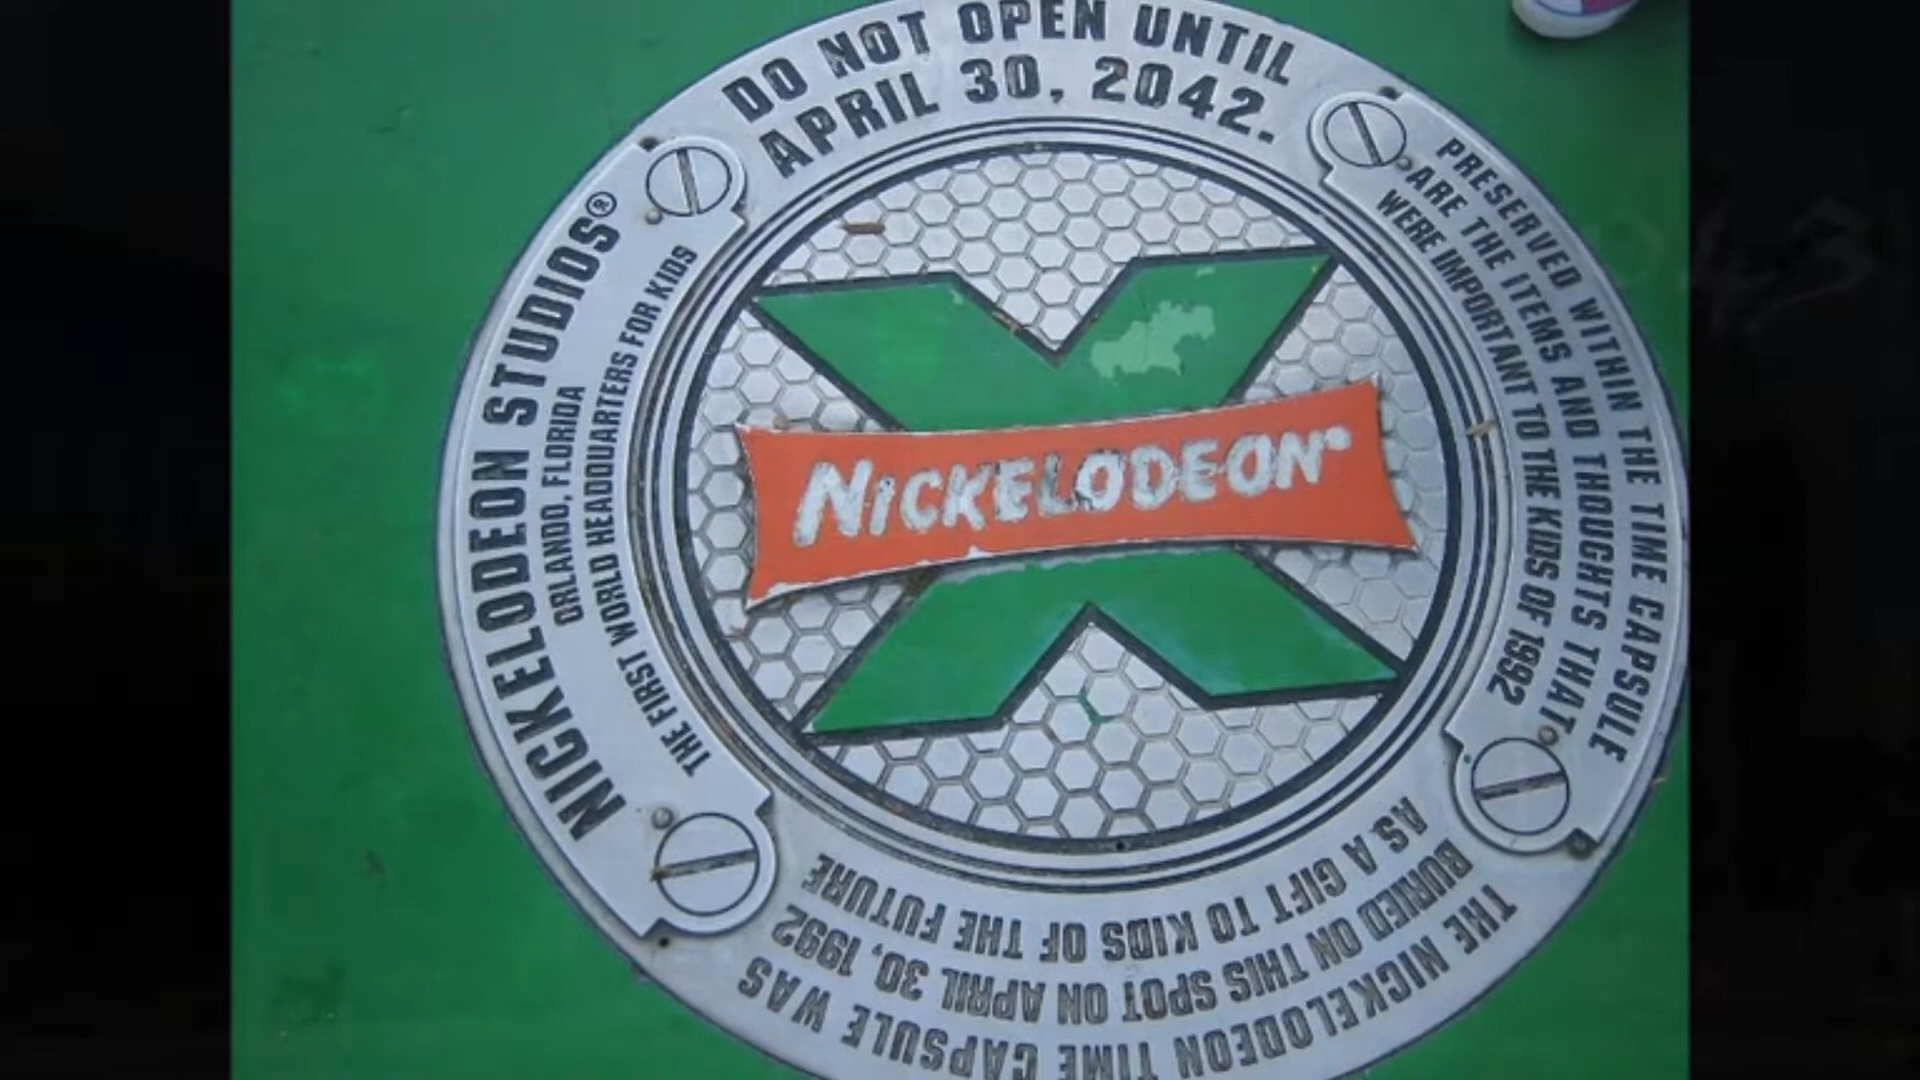 DO NOT OPEN UNTIL
APRIL 30, 2042.
PRESERVED WITHIN THE TIME CAPSULE
ARE THE ITEMS AND THOUGHTS THAT
WERE IMPORTANT TO THE KIDS OF 1992
THE NICKELODEON TIME CAPSULE WAS
BURIED ON THIS SPOT ON APRIL 30, 1992
AS A GIFT TO KIDS OF THE FUTURE
NICKELODEON STUDIOS®
ORLANDO, FLORIDA
THE FIRST WORLD HEADQUARTERS FOR KIDS
NICKELODEON